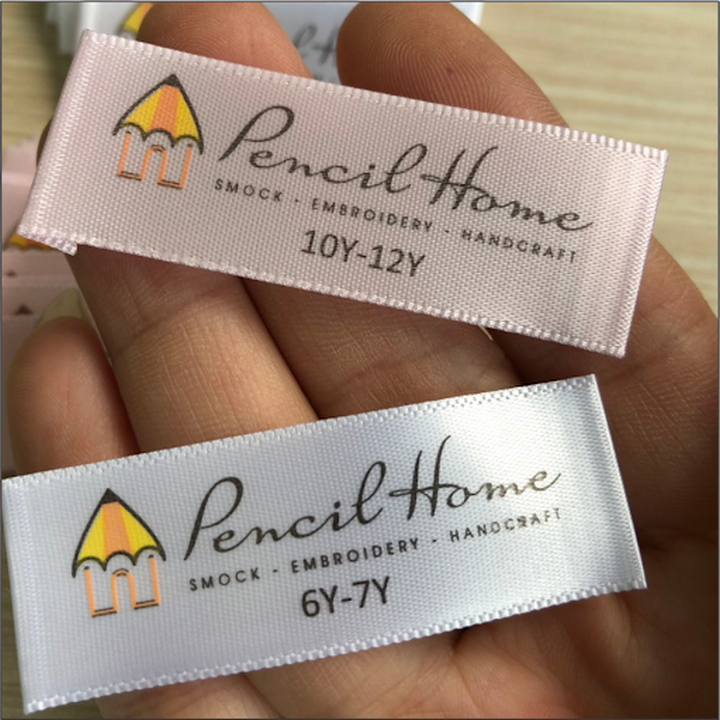 Pencil Home
SMOCK - EMBROIDERY - HANDCRAFT
10Y-12Y
Pencil Home
SMOCK - EMBROIDERY - HANDCRAFT
6Y-7Y